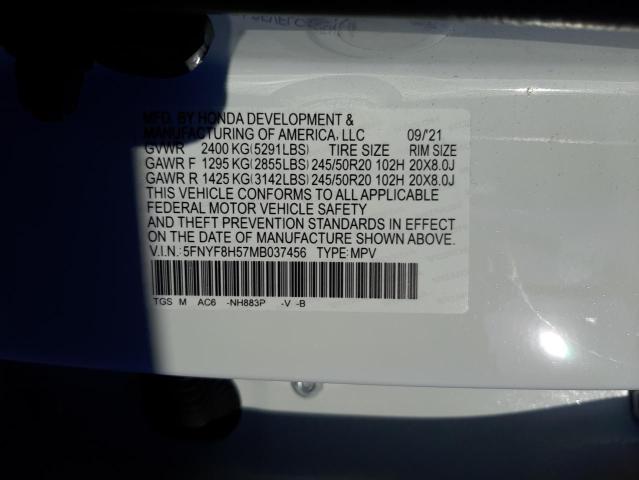 MFD. BY HONDA DEVELOPMENT &
MANUFACTURING OF AMERICA, LLC 09/'21
GVWR 2400 KG(5291LBS) TIRE SIZE RIM SIZE
GAWR F 1295 KG(2855LBS) 245/50R20 102H 20X8.0J
GAWR R 1425 KG(3142LBS) 245/50R20 102H 20X8.0J
THIS VEHICLE CONFORMS TO ALL APPLICABLE
FEDERAL MOTOR VEHICLE SAFETY
AND THEFT PREVENTION STANDARDS IN EFFECT
ON THE DATE OF MANUFACTURE SHOWN ABOVE.
V.I.N.: 5FNYF8H57MB037456 TYPE: MPV
TGS M AC6 -NH883P -V -B